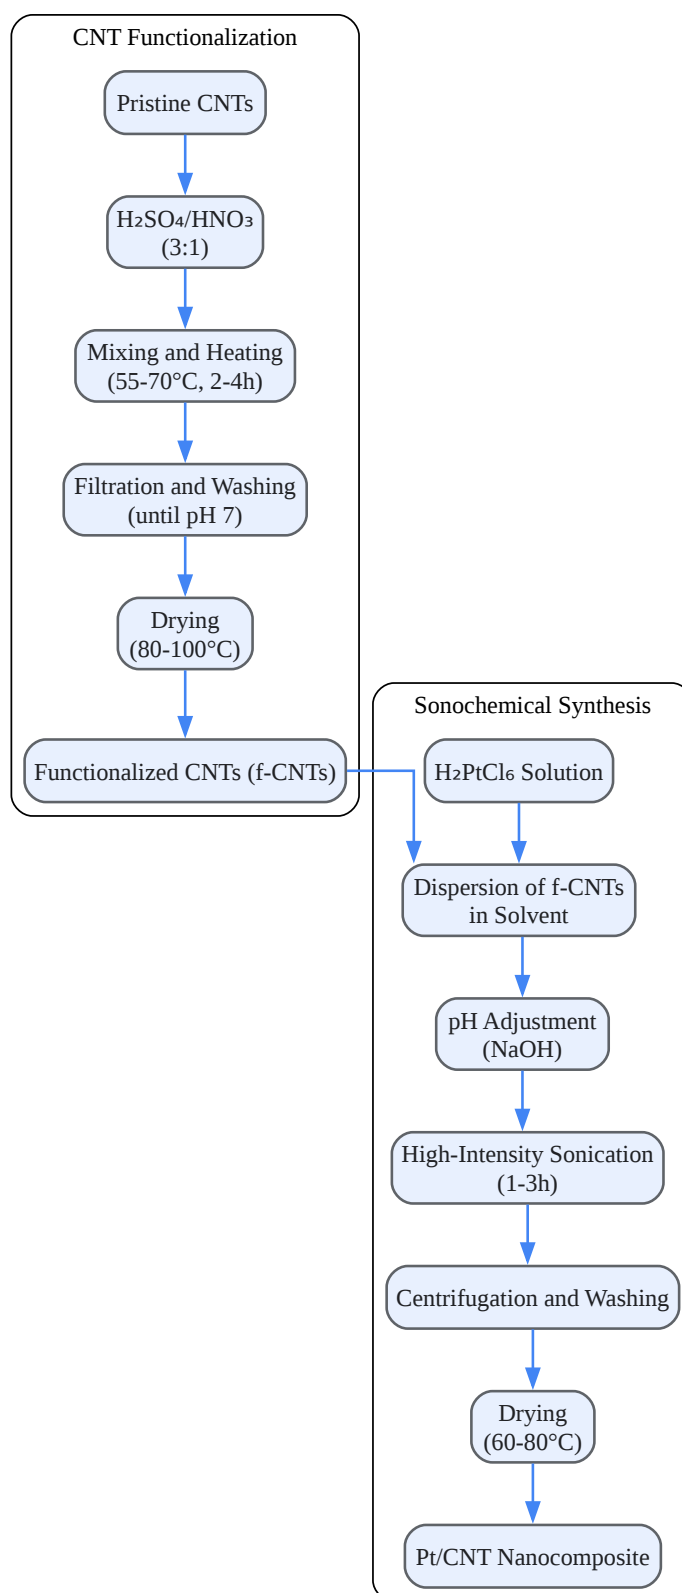 CNT Functionalization
Pristine CNTs
H₂SO₄/HNO₃
(3:1)
Mixing and Heating
(55-70°C, 2-4h)
Filtration and Washing
(until pH 7)
Drying
(80-100°C)
Functionalized CNTs (f-CNTs)
Sonochemical Synthesis
H₂PtCl₆ Solution
Dispersion of f-CNTs
in Solvent
pH Adjustment
(NaOH)
High-Intensity Sonication
(1-3h)
Centrifugation and Washing
Drying
(60-80°C)
Pt/CNT Nanocomposite